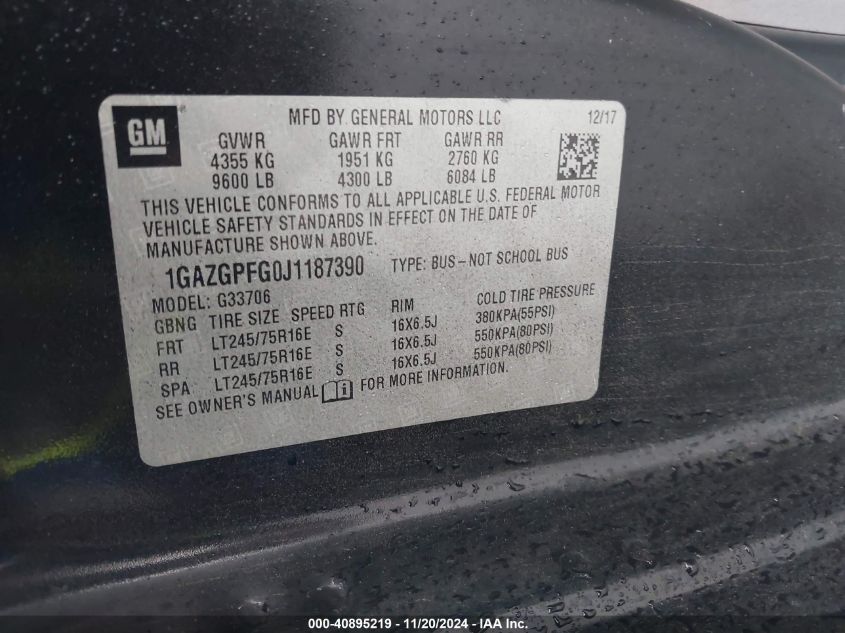 GM
MFD BY GENERAL MOTORS LLC 12/17
GVWR GAWR FRT GAWR RR
4355 KG 1951 KG 2760 KG
9600 LB 4300 LB 6084 LB
THIS VEHICLE CONFORMS TO ALL APPLICABLE U.S. FEDERAL MOTOR
VEHICLE SAFETY STANDARDS IN EFFECT ON THE DATE OF
MANUFACTURE SHOWN ABOVE.
1GAZGPFG0J1187390 TYPE: BUS–NOT SCHOOL BUS
MODEL: G33706
GBNG TIRE SIZE SPEED RTG RIM COLD TIRE PRESSURE
FRT LT245/75R16E S 16X6.5J 380KPA(55PSI)
RR LT245/75R16E S 16X6.5J 550KPA(80PSI)
SPA LT245/75R16E S 16X6.5J 550KPA(80PSI)
SEE OWNER'S MANUAL FOR MORE INFORMATION.
000-40895219 - 11/20/2024 - IAA Inc.